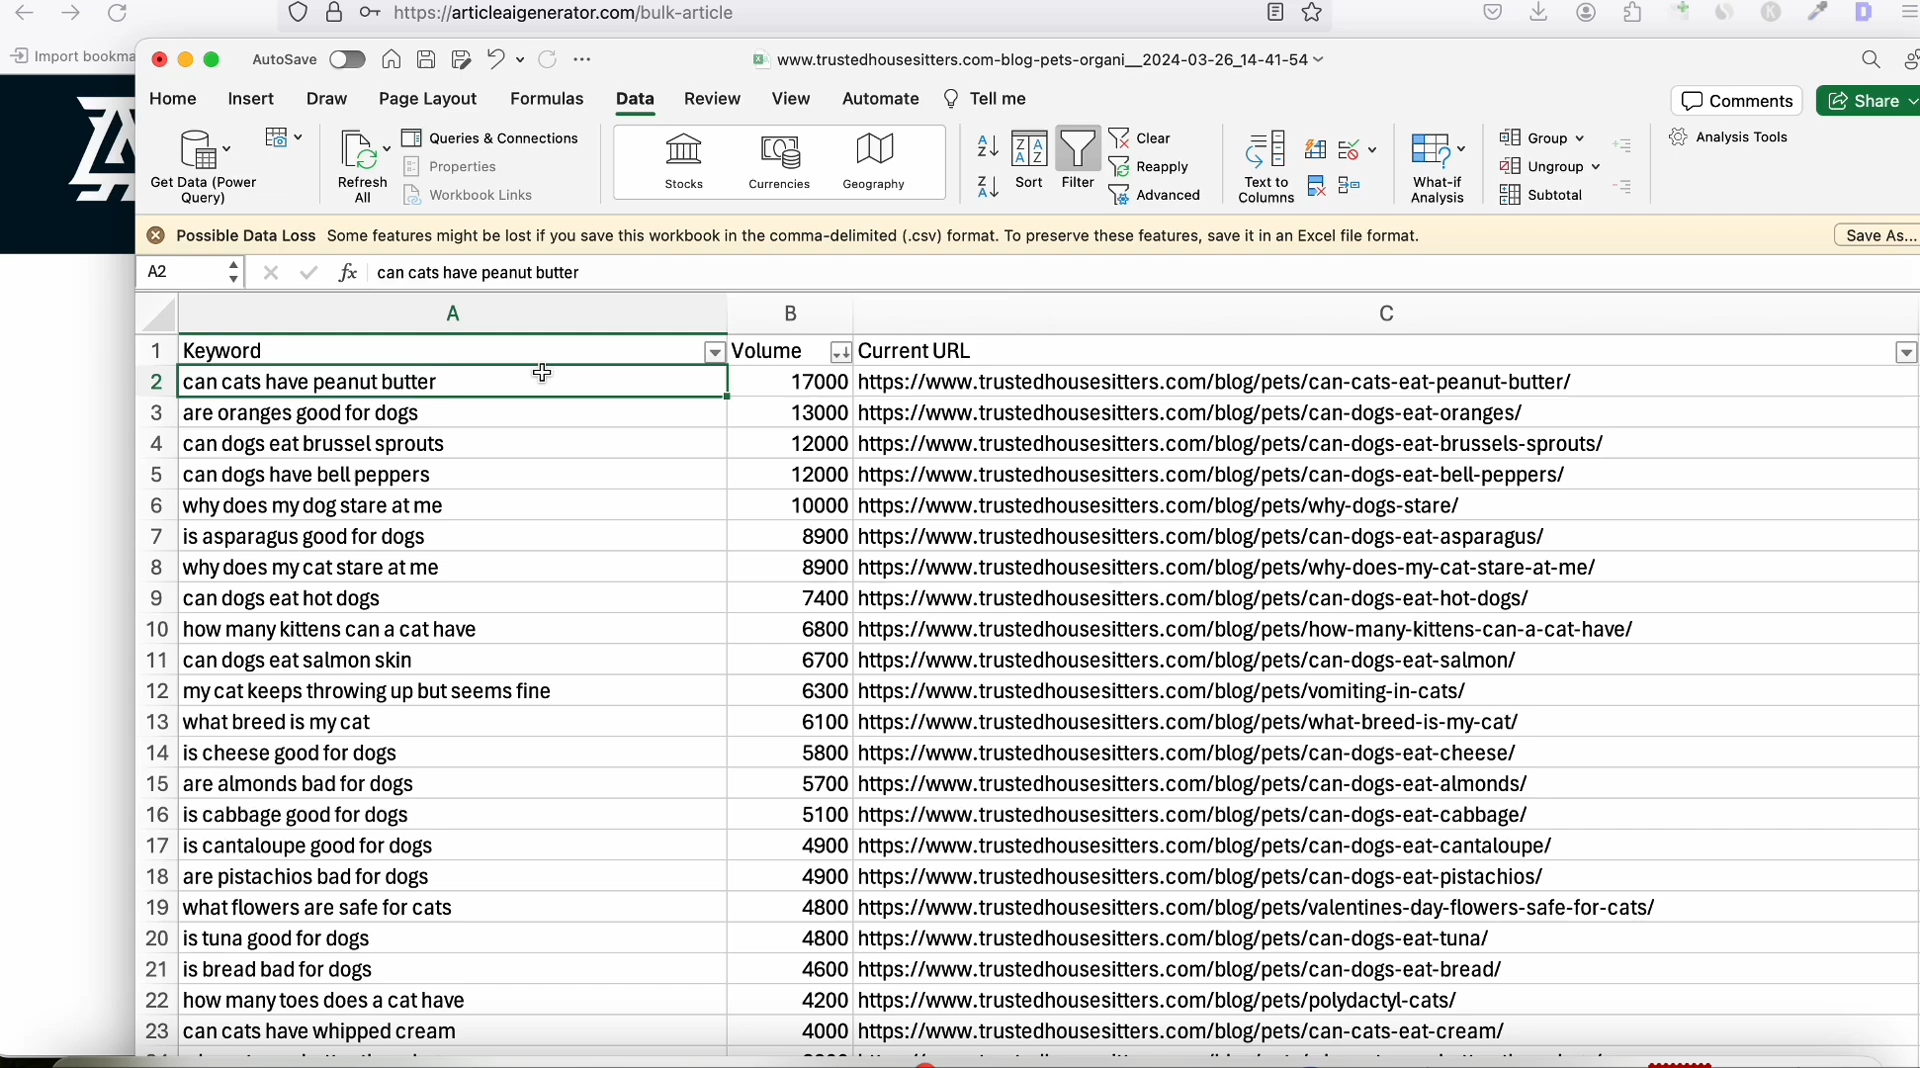 https://articleaigenerator.com/bulk-article
Import bookma
AutoSave
www.trustedhousesitters.com-blog-pets-organi__2024-03-26_14-41-54
Home Insert Draw Page Layout Formulas Data Review View Automate Tell me
Comments Share
Get Data (Power Query)
Refresh All
Queries & Connections
Properties
Workbook Links
Stocks Currencies Geography
Sort Filter
Clear
Reapply
Advanced
Text to Columns
What-if Analysis
Group
Ungroup
Subtotal
Analysis Tools
Possible Data Loss Some features might be lost if you save this workbook in the comma-delimited (.csv) format. To preserve these features, save it in an Excel file format. Save As...
A2 fx can cats have peanut butter
A B C
1 Keyword Volume Current URL
2 can cats have peanut butter 17000 https://www.trustedhousesitters.com/blog/pets/can-cats-eat-peanut-butter/
3 are oranges good for dogs 13000 https://www.trustedhousesitters.com/blog/pets/can-dogs-eat-oranges/
4 can dogs eat brussel sprouts 12000 https://www.trustedhousesitters.com/blog/pets/can-dogs-eat-brussels-sprouts/
5 can dogs have bell peppers 12000 https://www.trustedhousesitters.com/blog/pets/can-dogs-eat-bell-peppers/
6 why does my dog stare at me 10000 https://www.trustedhousesitters.com/blog/pets/why-dogs-stare/
7 is asparagus good for dogs 8900 https://www.trustedhousesitters.com/blog/pets/can-dogs-eat-asparagus/
8 why does my cat stare at me 8900 https://www.trustedhousesitters.com/blog/pets/why-does-my-cat-stare-at-me/
9 can dogs eat hot dogs 7400 https://www.trustedhousesitters.com/blog/pets/can-dogs-eat-hot-dogs/
10 how many kittens can a cat have 6800 https://www.trustedhousesitters.com/blog/pets/how-many-kittens-can-a-cat-have/
11 can dogs eat salmon skin 6700 https://www.trustedhousesitters.com/blog/pets/can-dogs-eat-salmon/
12 my cat keeps throwing up but seems fine 6300 https://www.trustedhousesitters.com/blog/pets/vomiting-in-cats/
13 what breed is my cat 6100 https://www.trustedhousesitters.com/blog/pets/what-breed-is-my-cat/
14 is cheese good for dogs 5800 https://www.trustedhousesitters.com/blog/pets/can-dogs-eat-cheese/
15 are almonds bad for dogs 5700 https://www.trustedhousesitters.com/blog/pets/can-dogs-eat-almonds/
16 is cabbage good for dogs 5100 https://www.trustedhousesitters.com/blog/pets/can-dogs-eat-cabbage/
17 is cantaloupe good for dogs 4900 https://www.trustedhousesitters.com/blog/pets/can-dogs-eat-cantaloupe/
18 are pistachios bad for dogs 4900 https://www.trustedhousesitters.com/blog/pets/can-dogs-eat-pistachios/
19 what flowers are safe for cats 4800 https://www.trustedhousesitters.com/blog/pets/valentines-day-flowers-safe-for-cats/
20 is tuna good for dogs 4800 https://www.trustedhousesitters.com/blog/pets/can-dogs-eat-tuna/
21 is bread bad for dogs 4600 https://www.trustedhousesitters.com/blog/pets/can-dogs-eat-bread/
22 how many toes does a cat have 4200 https://www.trustedhousesitters.com/blog/pets/polydactyl-cats/
23 can cats have whipped cream 4000 https://www.trustedhousesitters.com/blog/pets/can-cats-eat-cream/